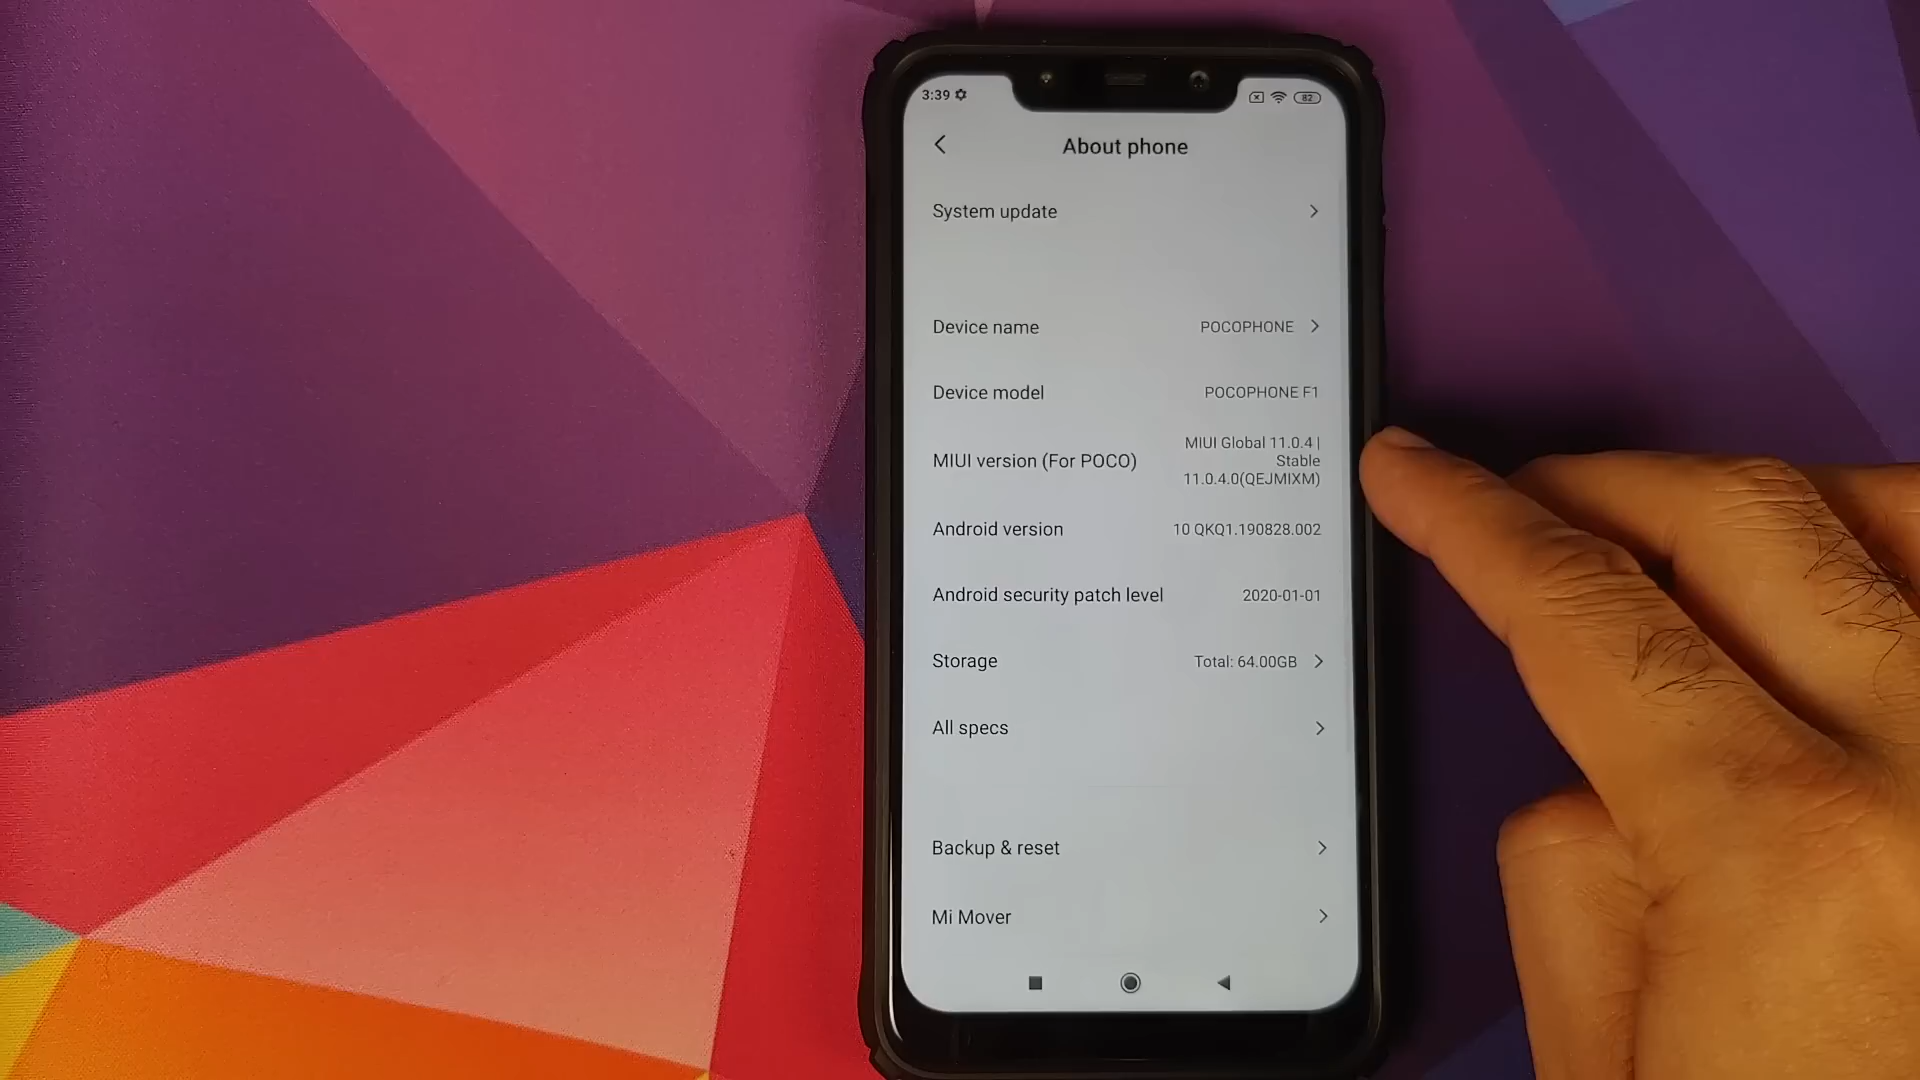 3:39
82
About phone
System update
Device name POCOPHONE
Device model POCOPHONE F1
MIUI version (For POCO) MIUI Global 11.0.4 |
Stable
11.0.4.0(QEJMIXM)
Android version 10 QKQ1.190828.002
Android security patch level 2020-01-01
Storage Total: 64.00GB
All specs
Backup & reset
Mi Mover